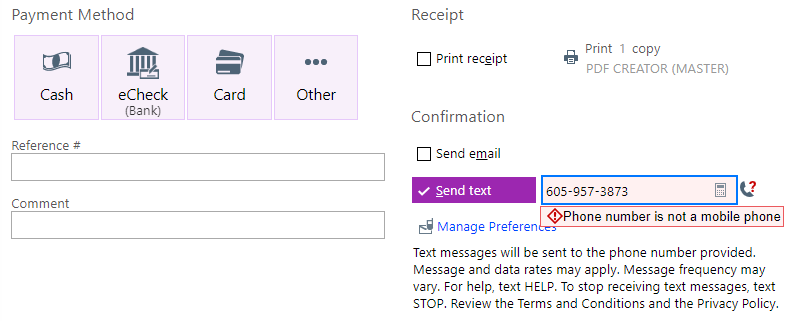 Payment Method
Cash
eCheck
(Bank)
Card
Other
Reference #
Comment
Receipt
Print receipt
Print 1 copy
PDF CREATOR (MASTER)
Confirmation
Send email
Send text
605-957-3873
Phone number is not a mobile phone
Manage Preferences
Text messages will be sent to the phone number provided.
Message and data rates may apply. Message frequency may
vary. For help, text HELP. To stop receiving text messages, text
STOP. Review the Terms and Conditions and the Privacy Policy.